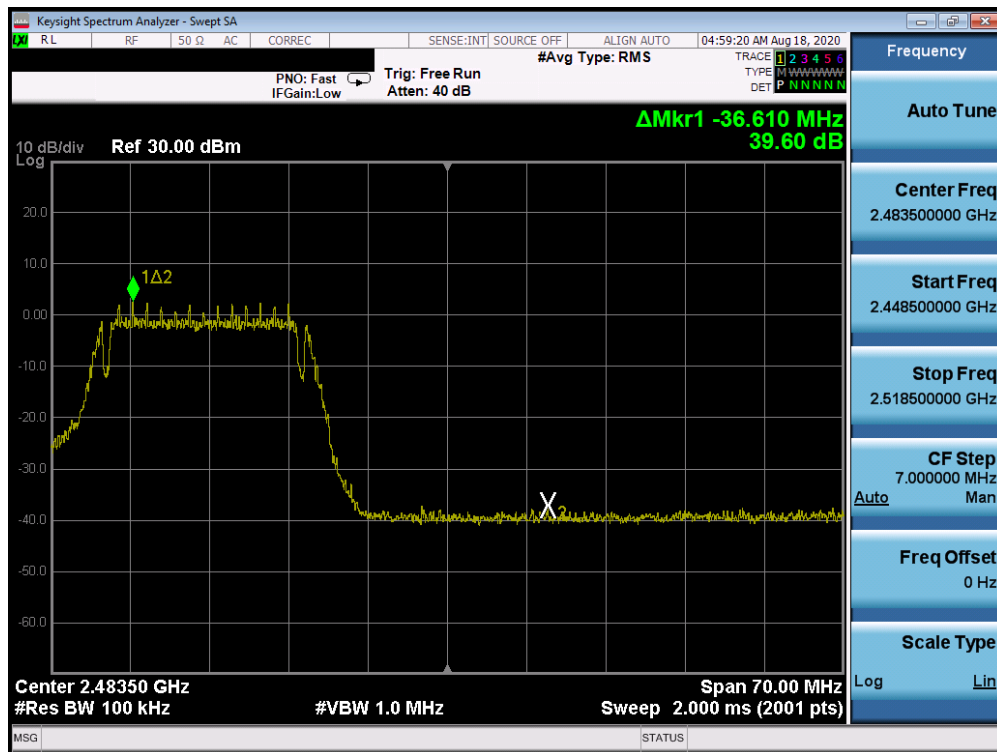 Keysight Spectrum Analyzer - Swept SA
LXI RL RF 50 Ω AC CORREC SENSE:INT SOURCE OFF ALIGN AUTO 04:59:20 AM Aug 18, 2020
#Avg Type: RMS
TRACE 1 2 3 4 5 6
TYPE M WWWWW
DET P N N N N N
PNO: Fast
IFGain:Low
Trig: Free Run
Atten: 40 dB
ΔMkr1 -36.610 MHz
39.60 dB
10 dB/div Ref 30.00 dBm
Log
20.0
10.0
1Δ2
0.00
-10.0
-20.0
-30.0
-40.0
X2
-50.0
-60.0
Center 2.48350 GHz Span 70.00 MHz
#Res BW 100 kHz #VBW 1.0 MHz Sweep 2.000 ms (2001 pts)
MSG STATUS
Frequency
Auto Tune
Center Freq
2.483500000 GHz
Start Freq
2.448500000 GHz
Stop Freq
2.518500000 GHz
CF Step
7.000000 MHz
Auto Man
Freq Offset
0 Hz
Scale Type
Log Lin